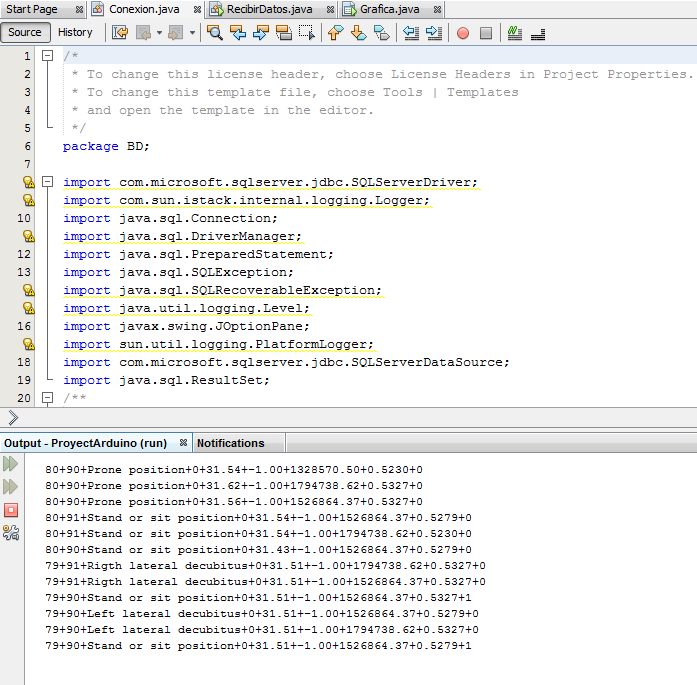 Start Page Conexion.java RecibirDatos.java Grafica.java
Source History
1 /*
2 * To change this license header, choose License Headers in Project Properties.
3 * To change this template file, choose Tools | Templates
4 * and open the template in the editor.
5 */
6 package BD;
7
import com.microsoft.sqlserver.jdbc.SQLServerDriver;
import com.sun.istack.internal.logging.Logger;
10 import java.sql.Connection;
import java.sql.DriverManager;
12 import java.sql.PreparedStatement;
13 import java.sql.SQLException;
import java.sql.SQLRecoverableException;
import java.util.logging.Level;
16 import javax.swing.JOptionPane;
import sun.util.logging.PlatformLogger;
18 import com.microsoft.sqlserver.jdbc.SQLServerDataSource;
19 import java.sql.ResultSet;
20 /**
Output - ProyectArduino (run) Notifications
80+90+Prone position+0+31.54+-1.00+1328570.50+0.5230+0
80+90+Prone position+0+31.62+-1.00+1794738.62+0.5327+0
80+90+Prone position+0+31.56+-1.00+1526864.37+0.5327+0
80+91+Stand or sit position+0+31.54+-1.00+1526864.37+0.5279+0
80+91+Stand or sit position+0+31.54+-1.00+1794738.62+0.5230+0
80+90+Stand or sit position+0+31.43+-1.00+1526864.37+0.5279+0
79+91+Rigth lateral decubitus+0+31.51+-1.00+1794738.62+0.5327+0
79+91+Rigth lateral decubitus+0+31.51+-1.00+1526864.37+0.5327+0
79+90+Stand or sit position+0+31.51+-1.00+1526864.37+0.5327+1
79+90+Left lateral decubitus+0+31.51+-1.00+1526864.37+0.5279+0
79+90+Left lateral decubitus+0+31.51+-1.00+1794738.62+0.5327+0
79+90+Stand or sit position+0+31.51+-1.00+1526864.37+0.5279+1